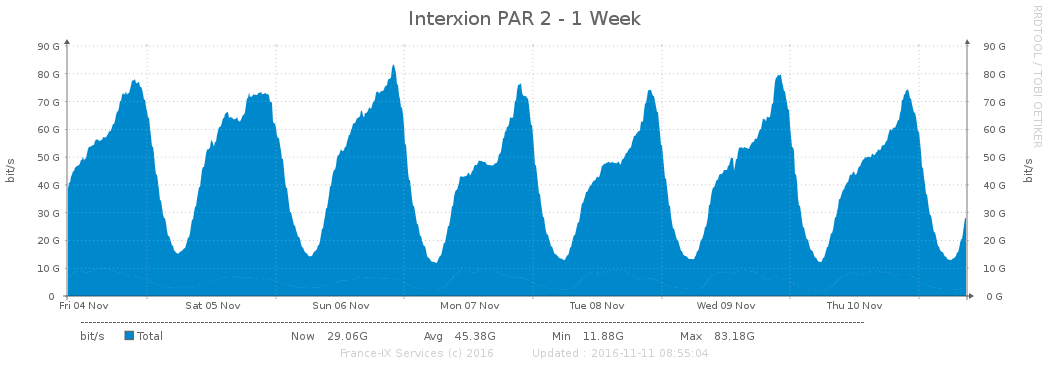 Interxion PAR 2 - 1 Week
RRDTOOL / TOBI OETIKER
90 G 90 G
80 G 80 G
70 G 70 G
60 G 60 G
50 G 50 G
40 G 40 G
30 G 30 G
20 G 20 G
10 G 10 G
0 0 G
bit/s
bit/s
Fri 04 Nov Sat 05 Nov Sun 06 Nov Mon 07 Nov Tue 08 Nov Wed 09 Nov Thu 10 Nov
bit/s Total Now 29.06G Avg 45.38G Min 11.88G Max 83.18G
France-IX Services (c) 2016 Updated : 2016-11-11 08:55:04